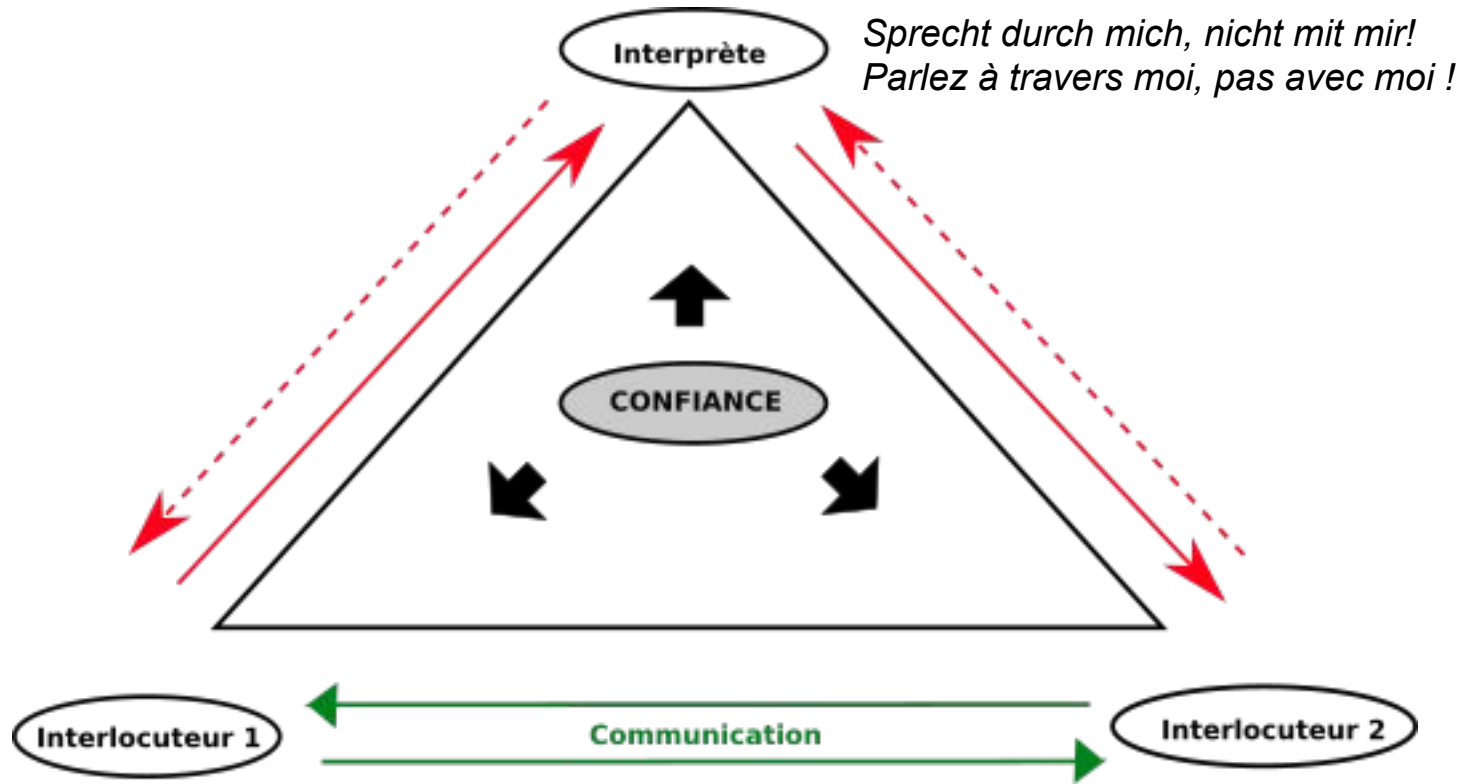 Interprète
Sprecht durch mich, nicht mit mir!
Parlez à travers moi, pas avec moi !
CONFIANCE
Interlocuteur 1
Communication
Interlocuteur 2